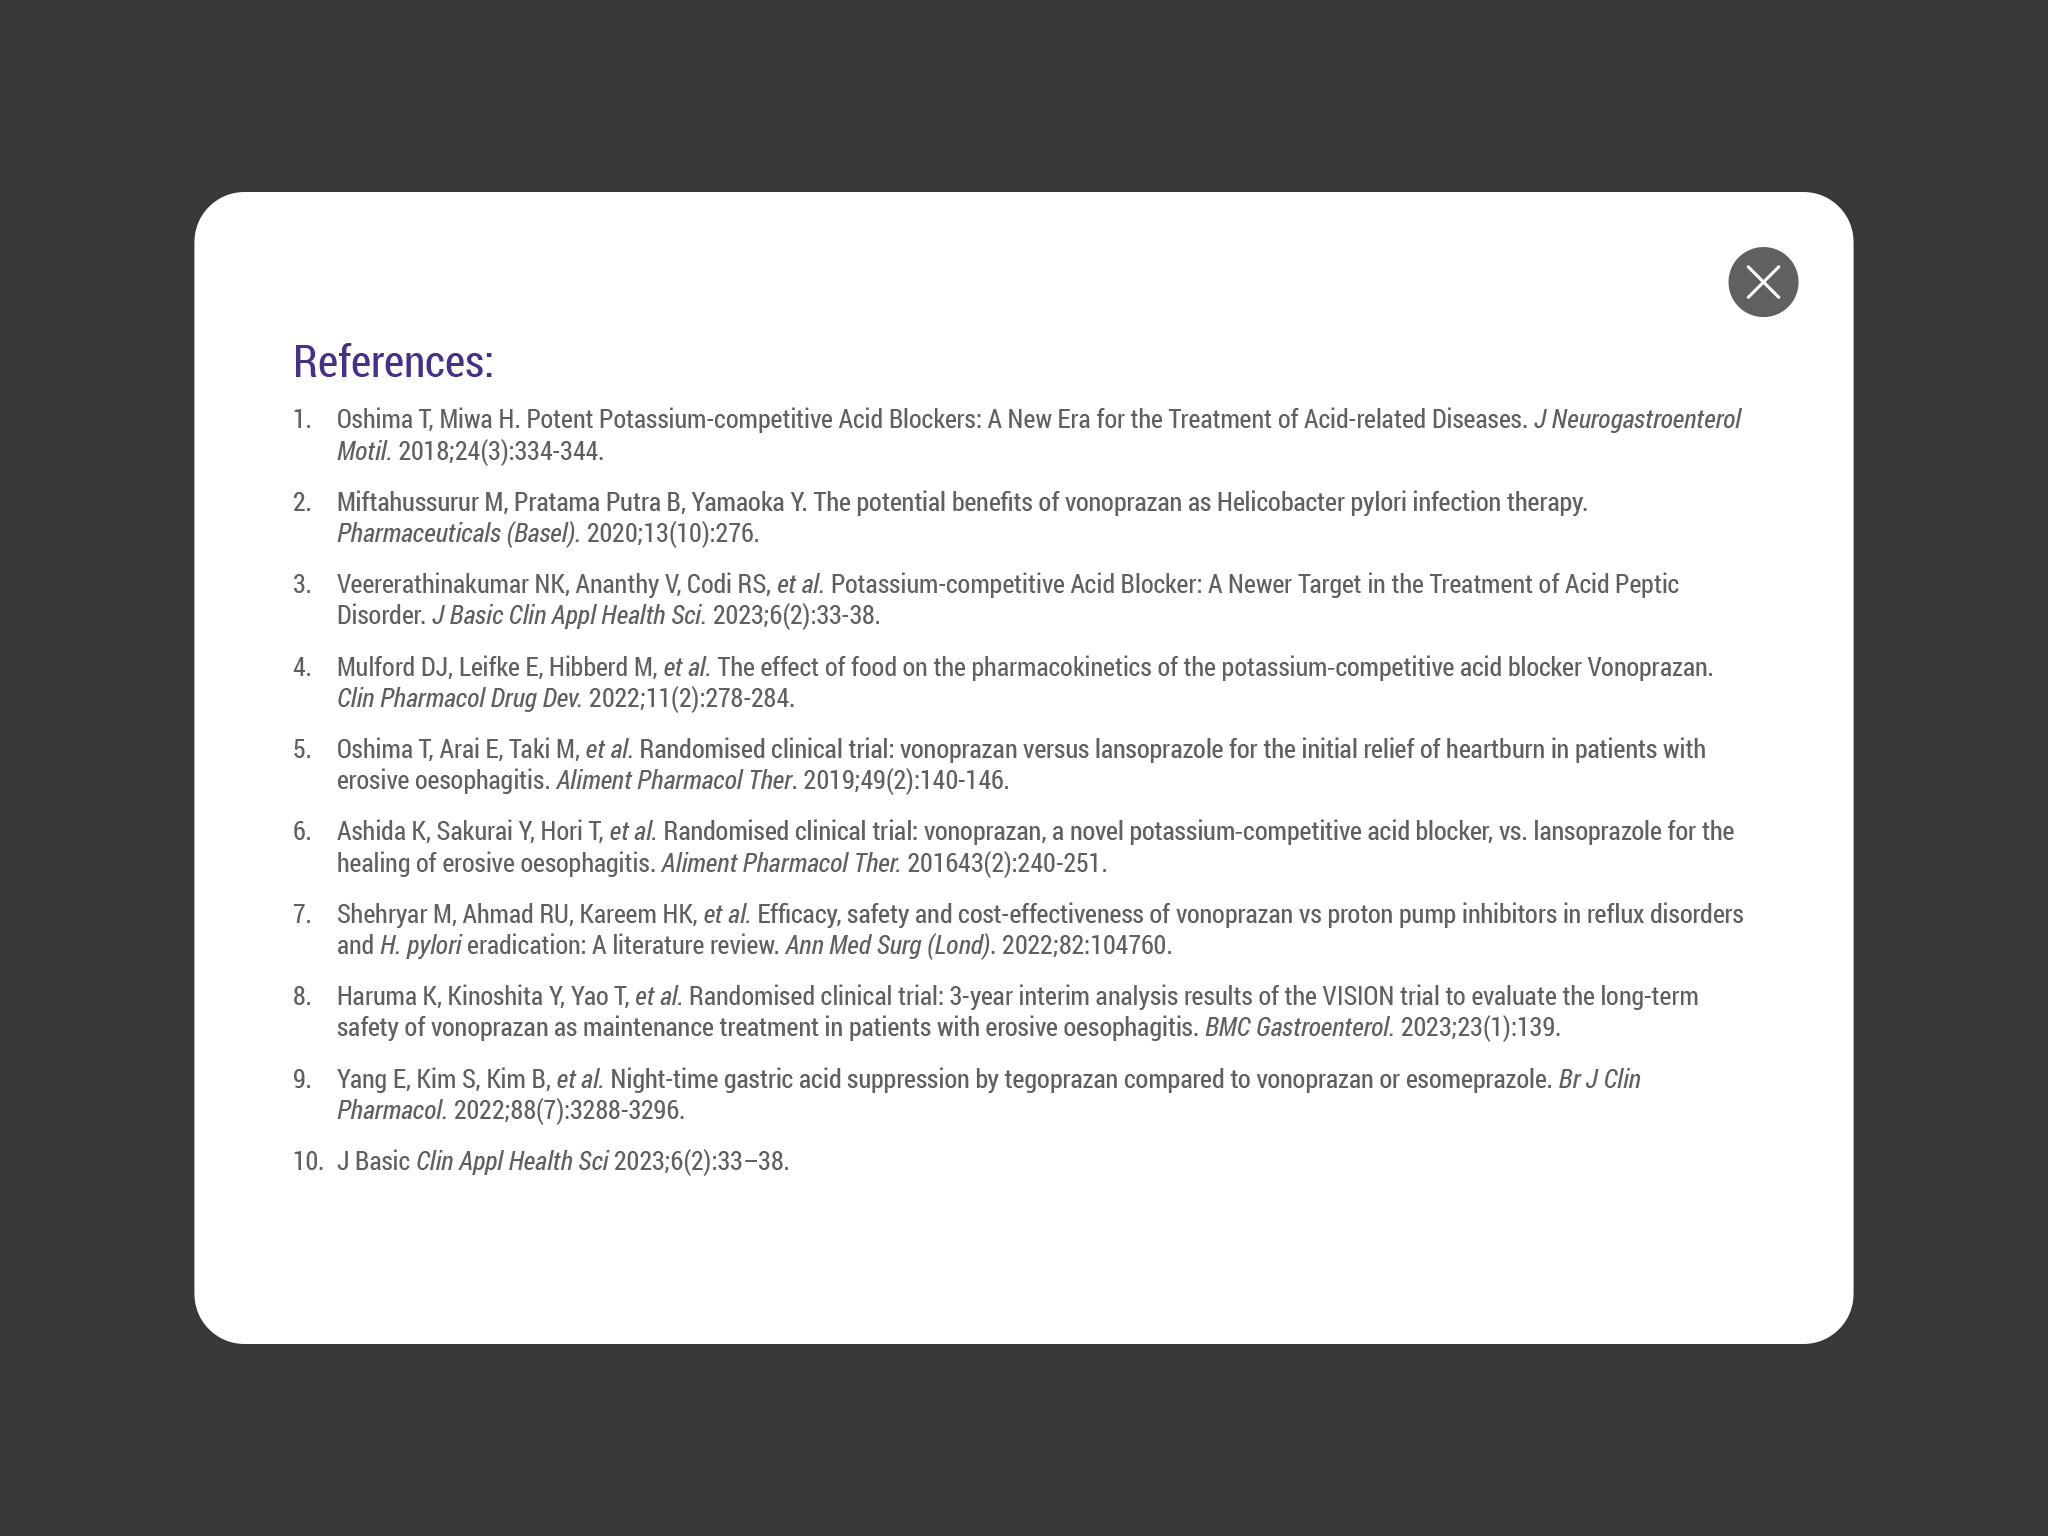 References:
1. Oshima T, Miwa H. Potent Potassium-competitive Acid Blockers: A New Era for the Treatment of Acid-related Diseases. J Neurogastroenterol
Motil. 2018;24(3):334-344.
2. Miftahussurur M, Pratama Putra B, Yamaoka Y. The potential benefits of vonoprazan as Helicobacter pylori infection therapy.
Pharmaceuticals (Basel). 2020;13(10):276.
3. Veererathinakumar NK, Ananthy V, Codi RS, et al. Potassium-competitive Acid Blocker: A Newer Target in the Treatment of Acid Peptic
Disorder. J Basic Clin Appl Health Sci. 2023;6(2):33-38.
4. Mulford DJ, Leifke E, Hibberd M, et al. The effect of food on the pharmacokinetics of the potassium-competitive acid blocker Vonoprazan.
Clin Pharmacol Drug Dev. 2022;11(2):278-284.
5. Oshima T, Arai E, Taki M, et al. Randomised clinical trial: vonoprazan versus lansoprazole for the initial relief of heartburn in patients with
erosive oesophagitis. Aliment Pharmacol Ther. 2019;49(2):140-146.
6. Ashida K, Sakurai Y, Hori T, et al. Randomised clinical trial: vonoprazan, a novel potassium-competitive acid blocker, vs. lansoprazole for the
healing of erosive oesophagitis. Aliment Pharmacol Ther. 201643(2):240-251.
7. Shehryar M, Ahmad RU, Kareem HK, et al. Efficacy, safety and cost-effectiveness of vonoprazan vs proton pump inhibitors in reflux disorders
and H. pylori eradication: A literature review. Ann Med Surg (Lond). 2022;82:104760.
8. Haruma K, Kinoshita Y, Yao T, et al. Randomised clinical trial: 3-year interim analysis results of the VISION trial to evaluate the long-term
safety of vonoprazan as maintenance treatment in patients with erosive oesophagitis. BMC Gastroenterol. 2023;23(1):139.
9. Yang E, Kim S, Kim B, et al. Night-time gastric acid suppression by tegoprazan compared to vonoprazan or esomeprazole. Br J Clin
Pharmacol. 2022;88(7):3288-3296.
10. J Basic Clin Appl Health Sci 2023;6(2):33–38.